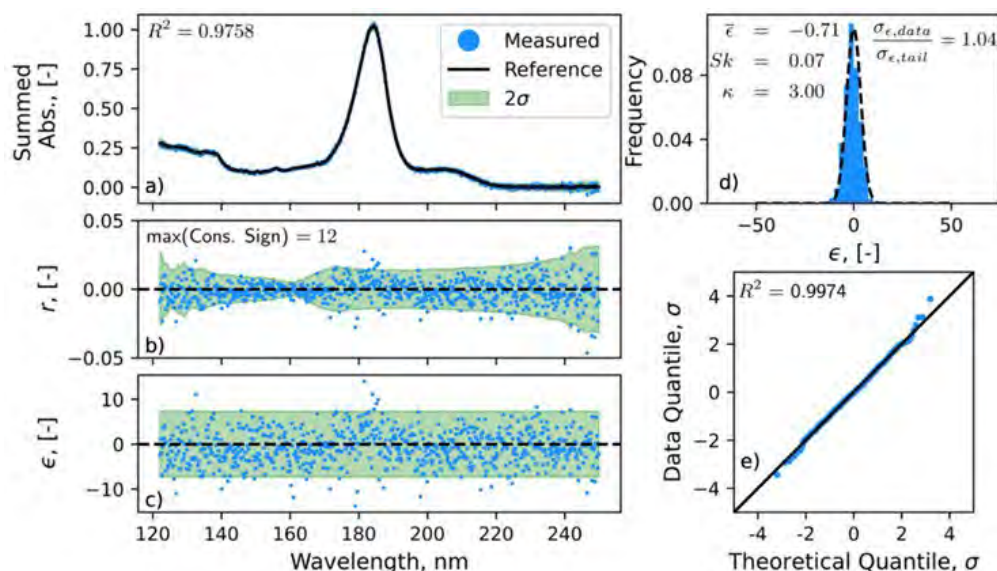 R² = 0.9758
Measured
Reference
2σ
1.00
0.75
0.50
0.25
0.00
Summed
Abs., [-]
a)
max(Cons. Sign) = 12
0.05
0.00
−0.05
r, [-]
b)
10
0
−10
ϵ, [-]
c)
120 140 160 180 200 220 240
Wavelength, nm
ϵ̅ = −0.71
Sk = 0.07
κ = 3.00
σϵ,data / σϵ,tail = 1.04
0.08
0.04
0.00
Frequency
d)
−50 0 50
ϵ, [-]
R² = 0.9974
4
2
0
−2
−4
Data Quantile, σ
e)
-4 -2 0 2 4
Theoretical Quantile, σ